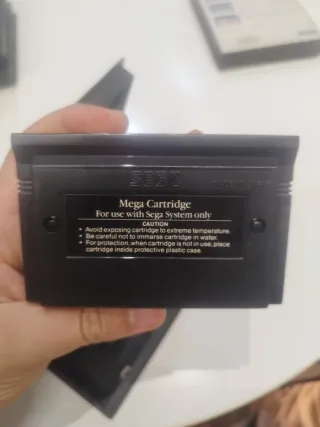 SEGA
Mega Cartridge
For use with Sega System only
CAUTION
• Avoid exposing cartridge to extreme temperature.
• Be careful not to immerse cartridge in water.
• For protection, when cartridge is not in use, place
cartridge inside protective plastic case.